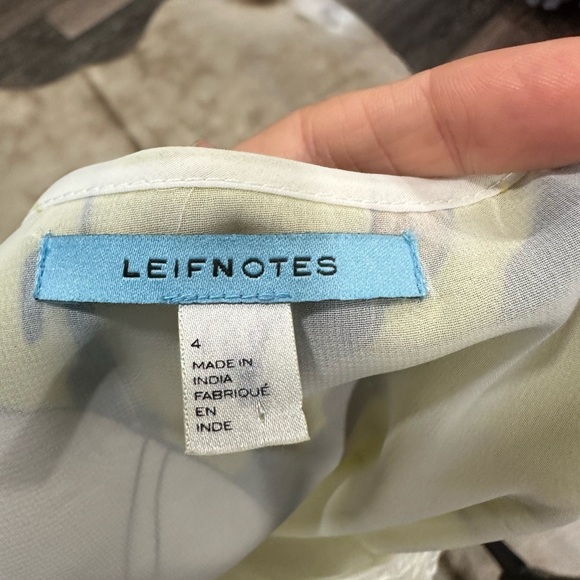 LEIFNOTES
4
MADE IN
INDIA
FABRIQUÉ
EN
INDE